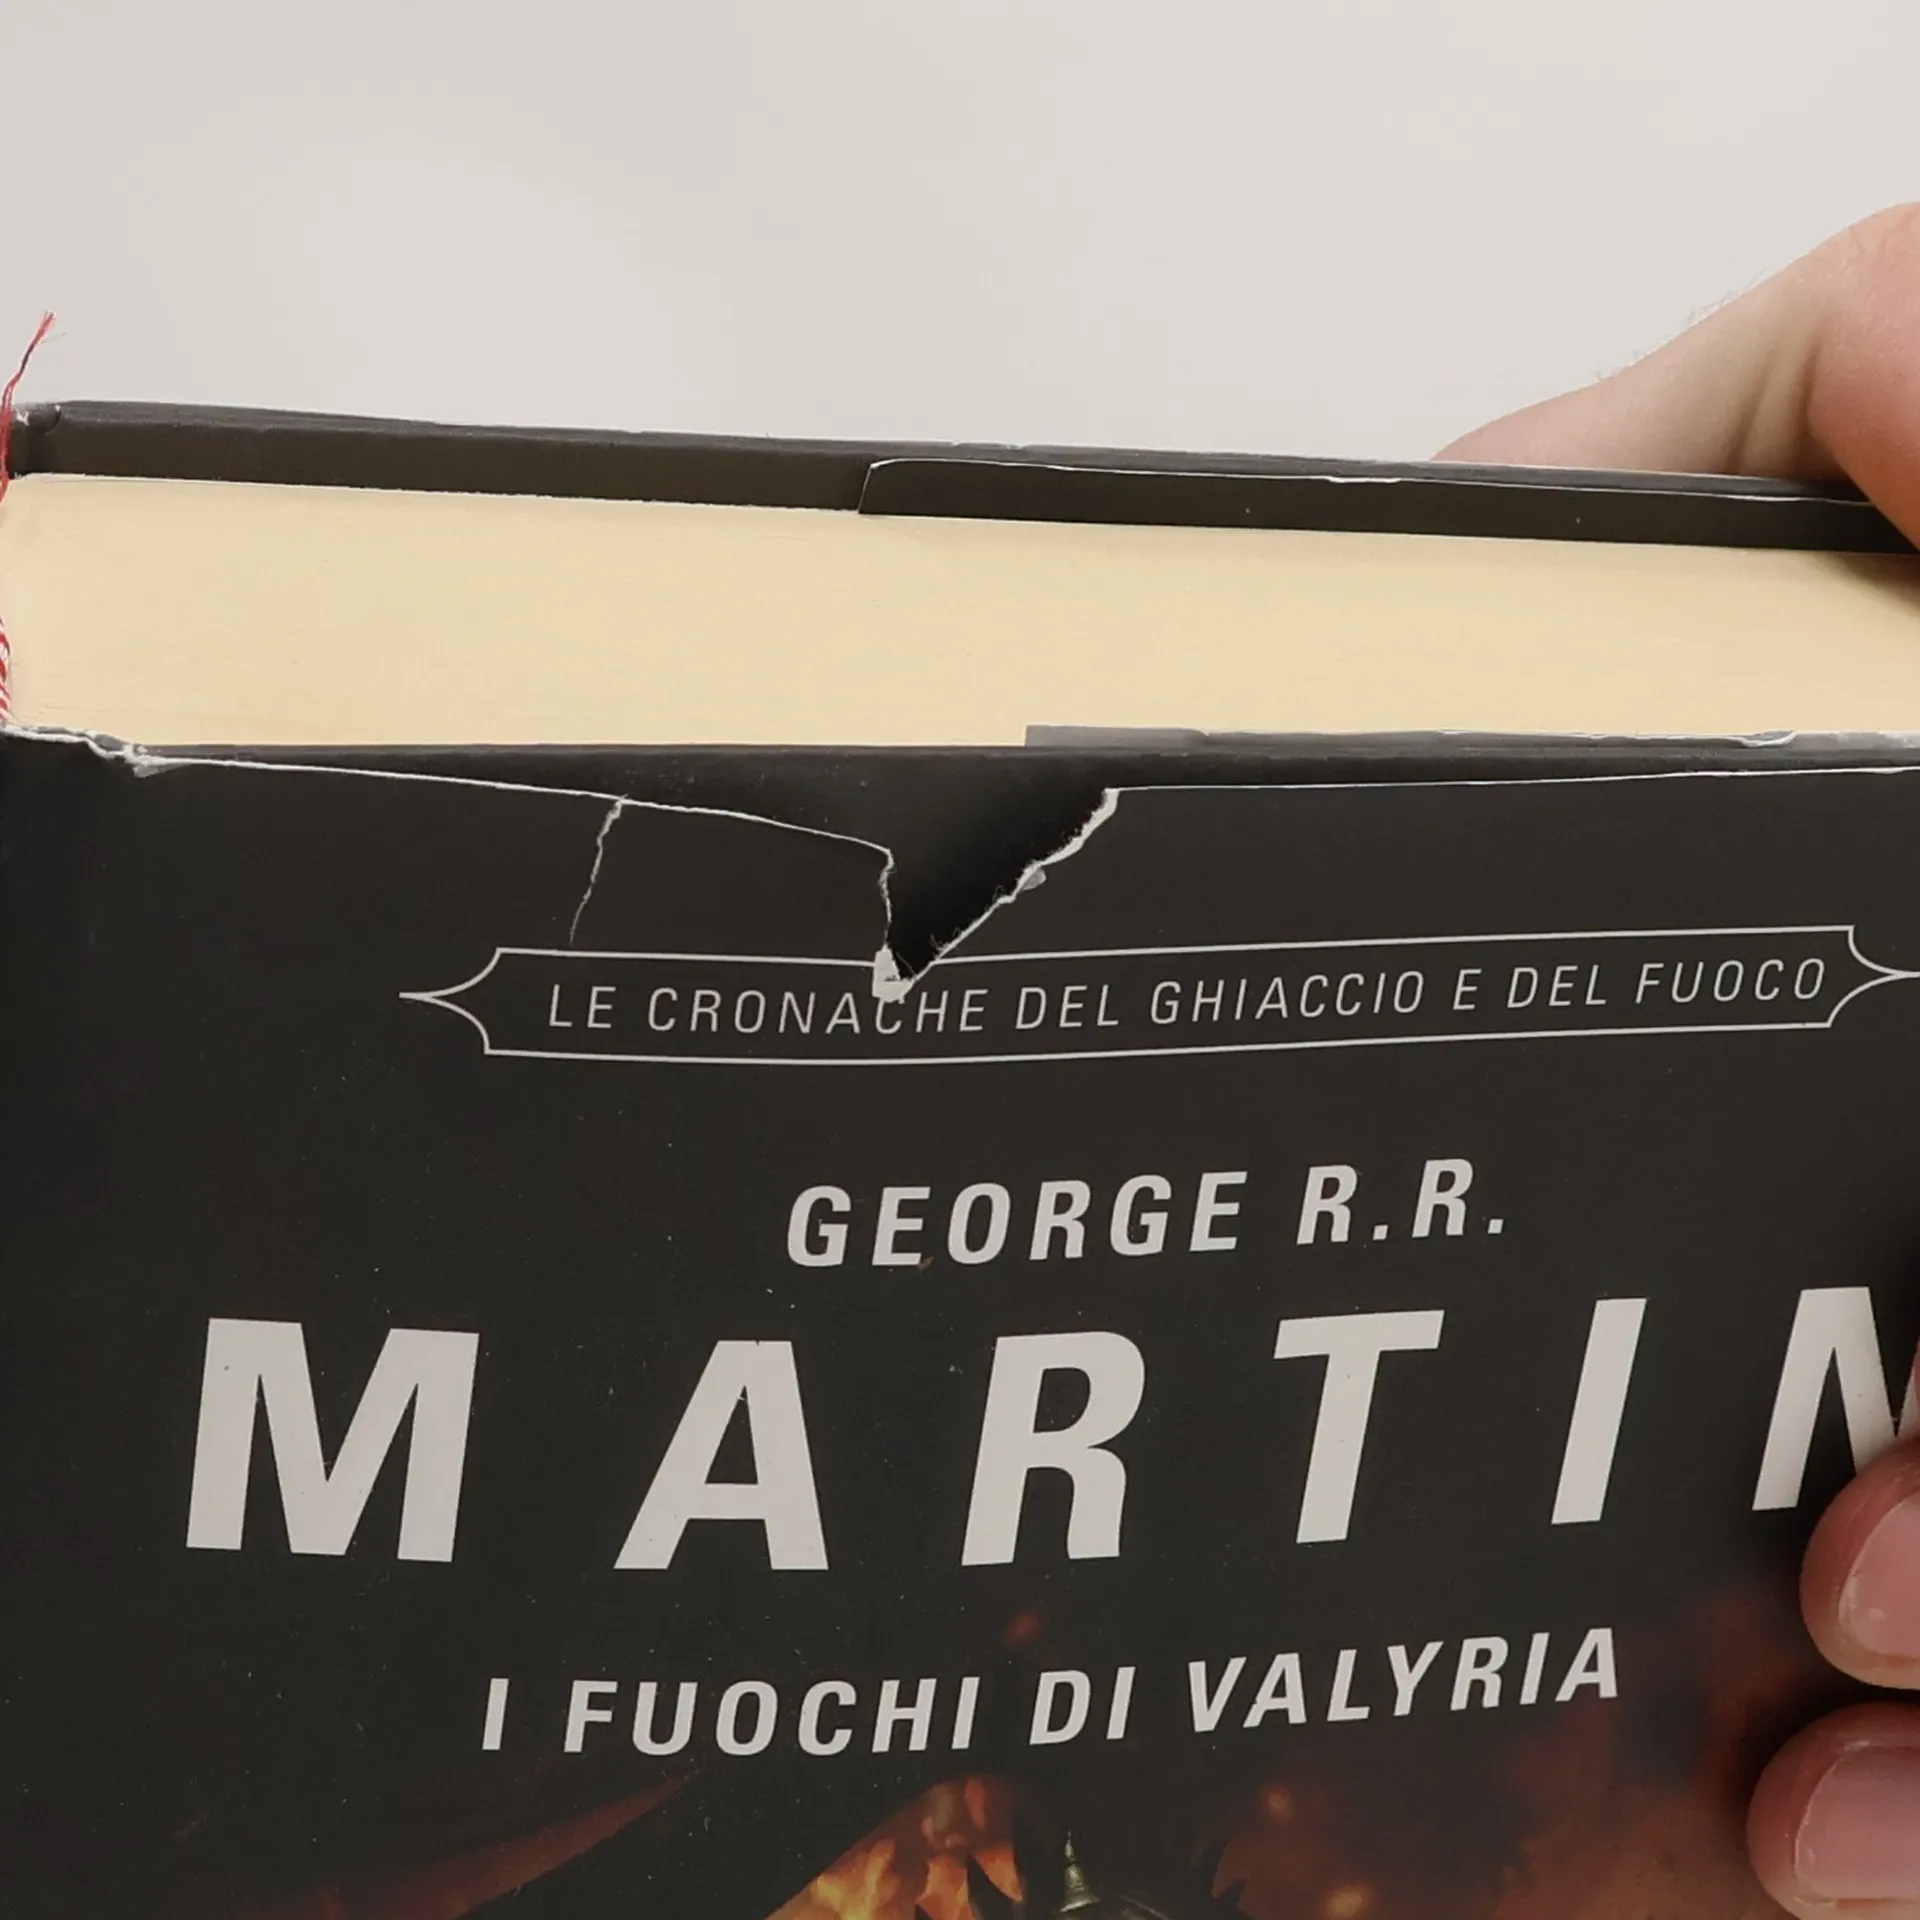 LE CRONACHE DEL GHIACCIO E DEL FUOCO
GEORGE R.R.
MARTIN
I FUOCHI DI VALYRIA